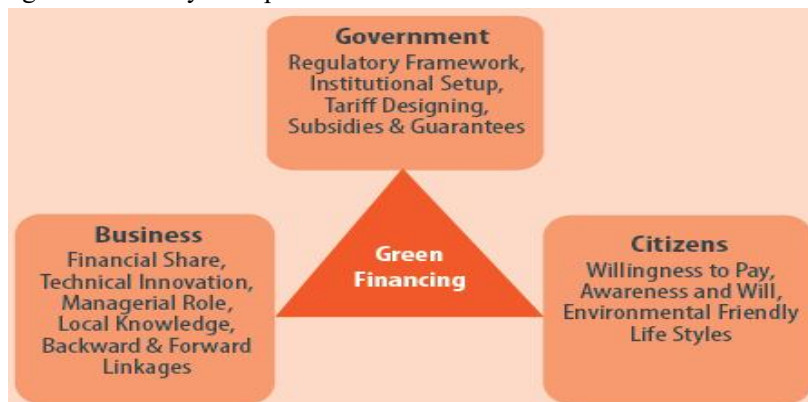 Government
Regulatory Framework,
Institutional Setup,
Tariff Designing,
Subsidies & Guarantees
Business
Financial Share,
Technical Innovation,
Managerial Role,
Local Knowledge,
Backward & Forward
Linkages
Green
Financing
Citizens
Willingness to Pay,
Awareness and Will,
Environmental Friendly
Life Styles